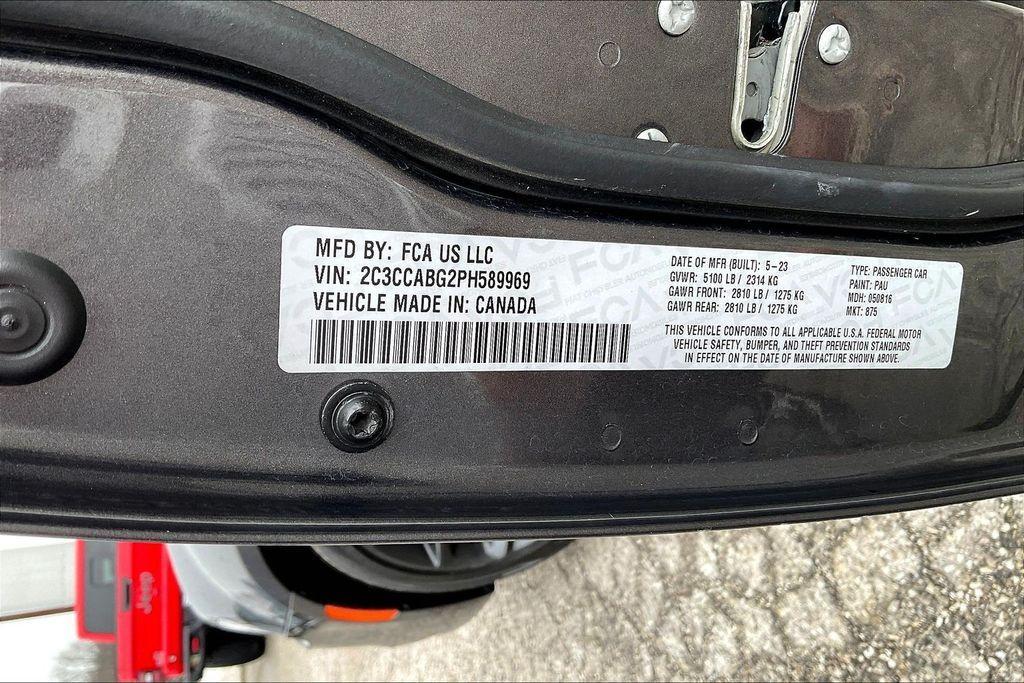 MFD BY: FCA US LLC
VIN: 2C3CCABG2PH589969
VEHICLE MADE IN: CANADA
DATE OF MFR (BUILT): 5-23
GVWR: 5100 LB / 2314 KG
GAWR FRONT: 2810 LB / 1275 KG
GAWR REAR: 2810 LB / 1275 KG
TYPE: PASSENGER CAR
PAINT: PAU
MDH: 050816
MKT: 875
THIS VEHICLE CONFORMS TO ALL APPLICABLE U.S.A. FEDERAL MOTOR
VEHICLE SAFETY, BUMPER, AND THEFT PREVENTION STANDARDS
IN EFFECT ON THE DATE OF MANUFACTURE SHOWN ABOVE.
FCA